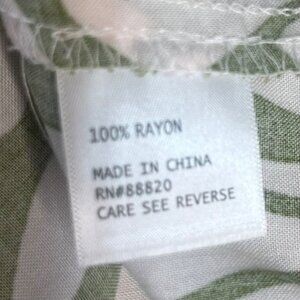 100% RAYON
MADE IN CHINA
RN#88820
CARE SEE REVERSE